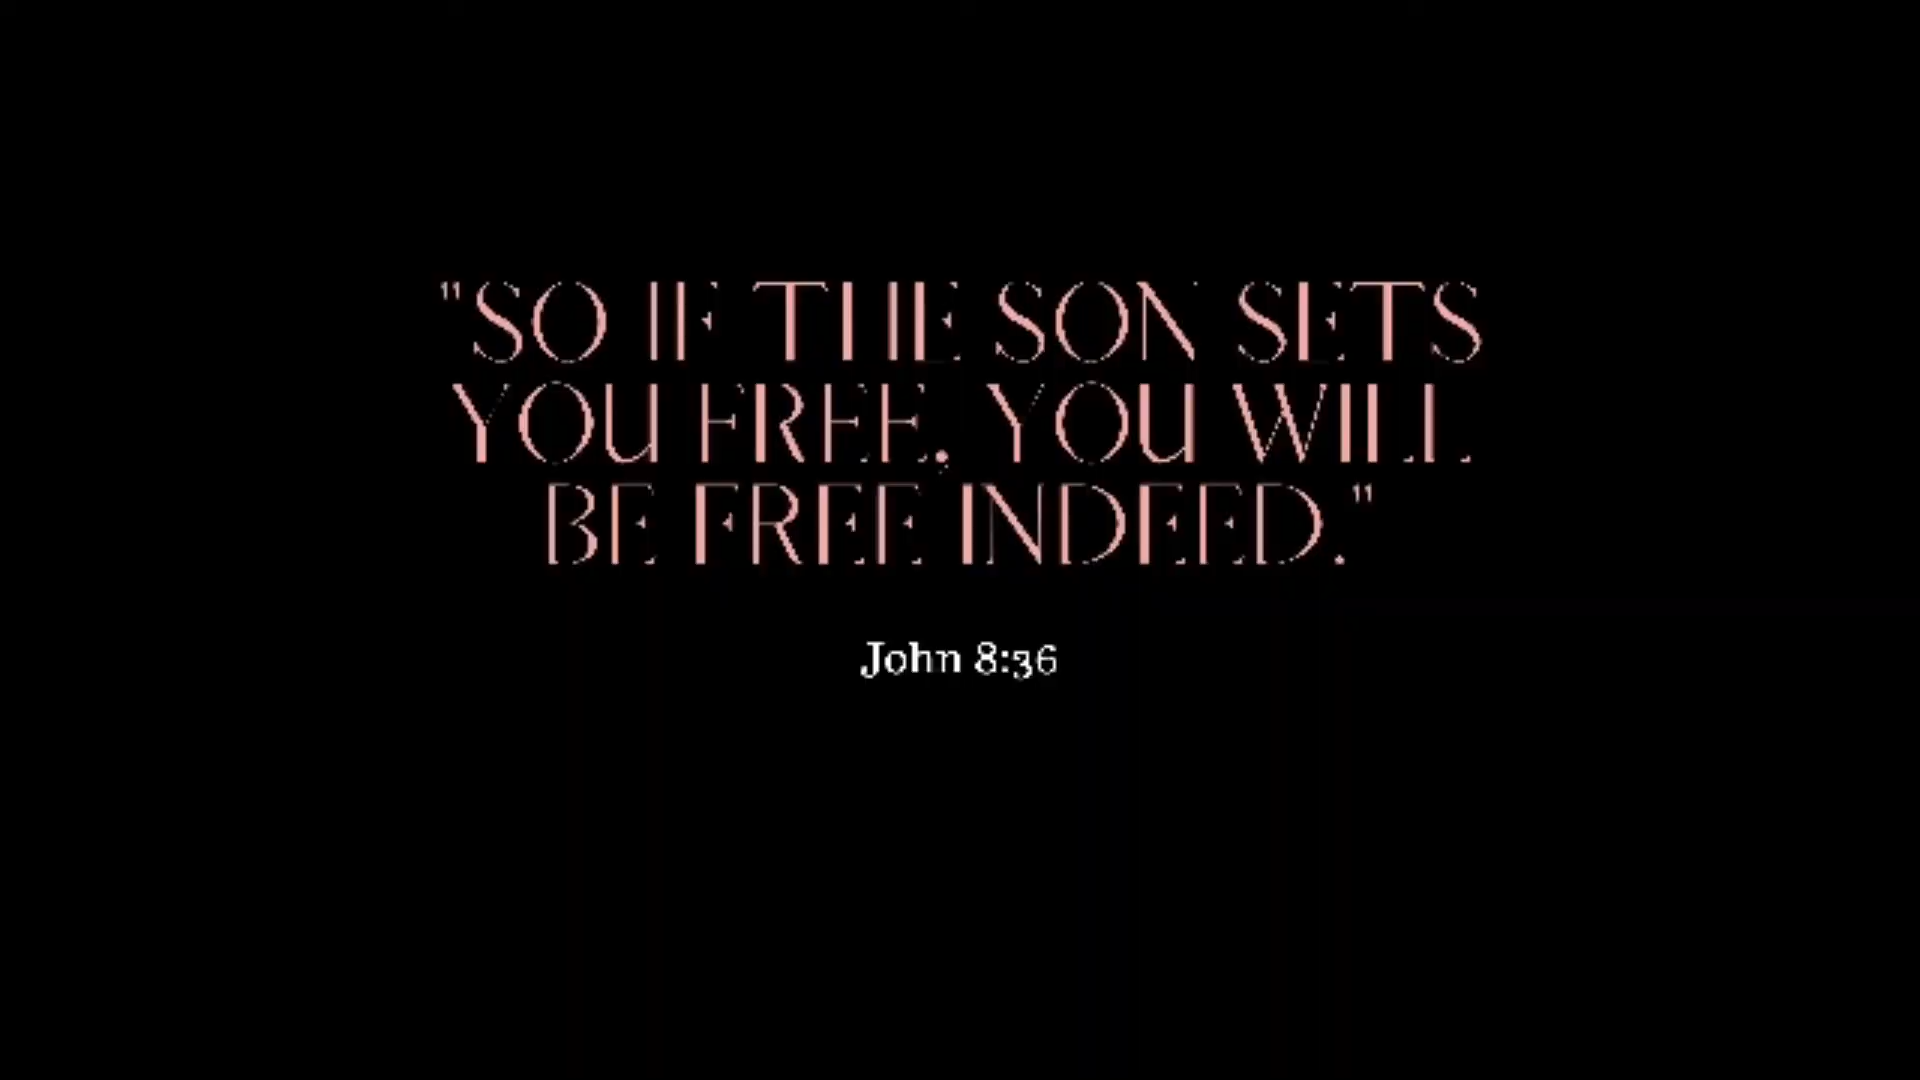 "SO IF THE SON SETS
YOU FREE, YOU WILL
BE FREE INDEED."
John 8:36